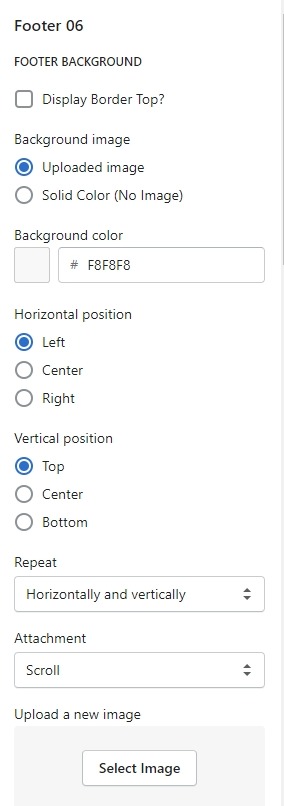 Footer 06
FOOTER BACKGROUND
Display Border Top?
Background image
Uploaded image
Solid Color (No Image)
Background color
# F8F8F8
Horizontal position
Left
Center
Right
Vertical position
Top
Center
Bottom
Repeat
Horizontally and vertically
Attachment
Scroll
Upload a new image
Select Image